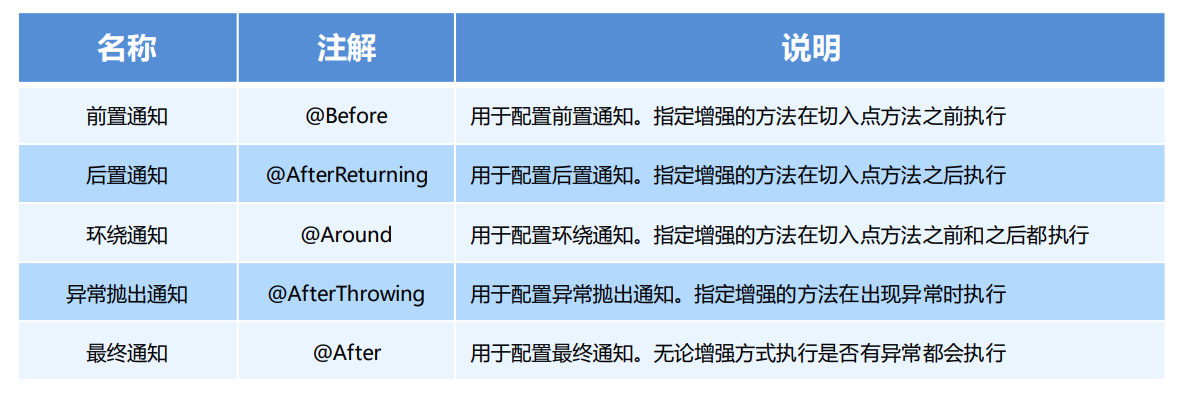 名称 注解 说明
前置通知 @Before 用于配置前置通知。指定增强的方法在切入点方法之前执行
后置通知 @AfterReturning 用于配置后置通知。指定增强的方法在切入点方法之后执行
环绕通知 @Around 用于配置环绕通知。指定增强的方法在切入点方法之前和之后都执行
异常抛出通知 @AfterThrowing 用于配置异常抛出通知。指定增强的方法在出现异常时执行
最终通知 @After 用于配置最终通知。无论增强方式执行是否有异常都会执行